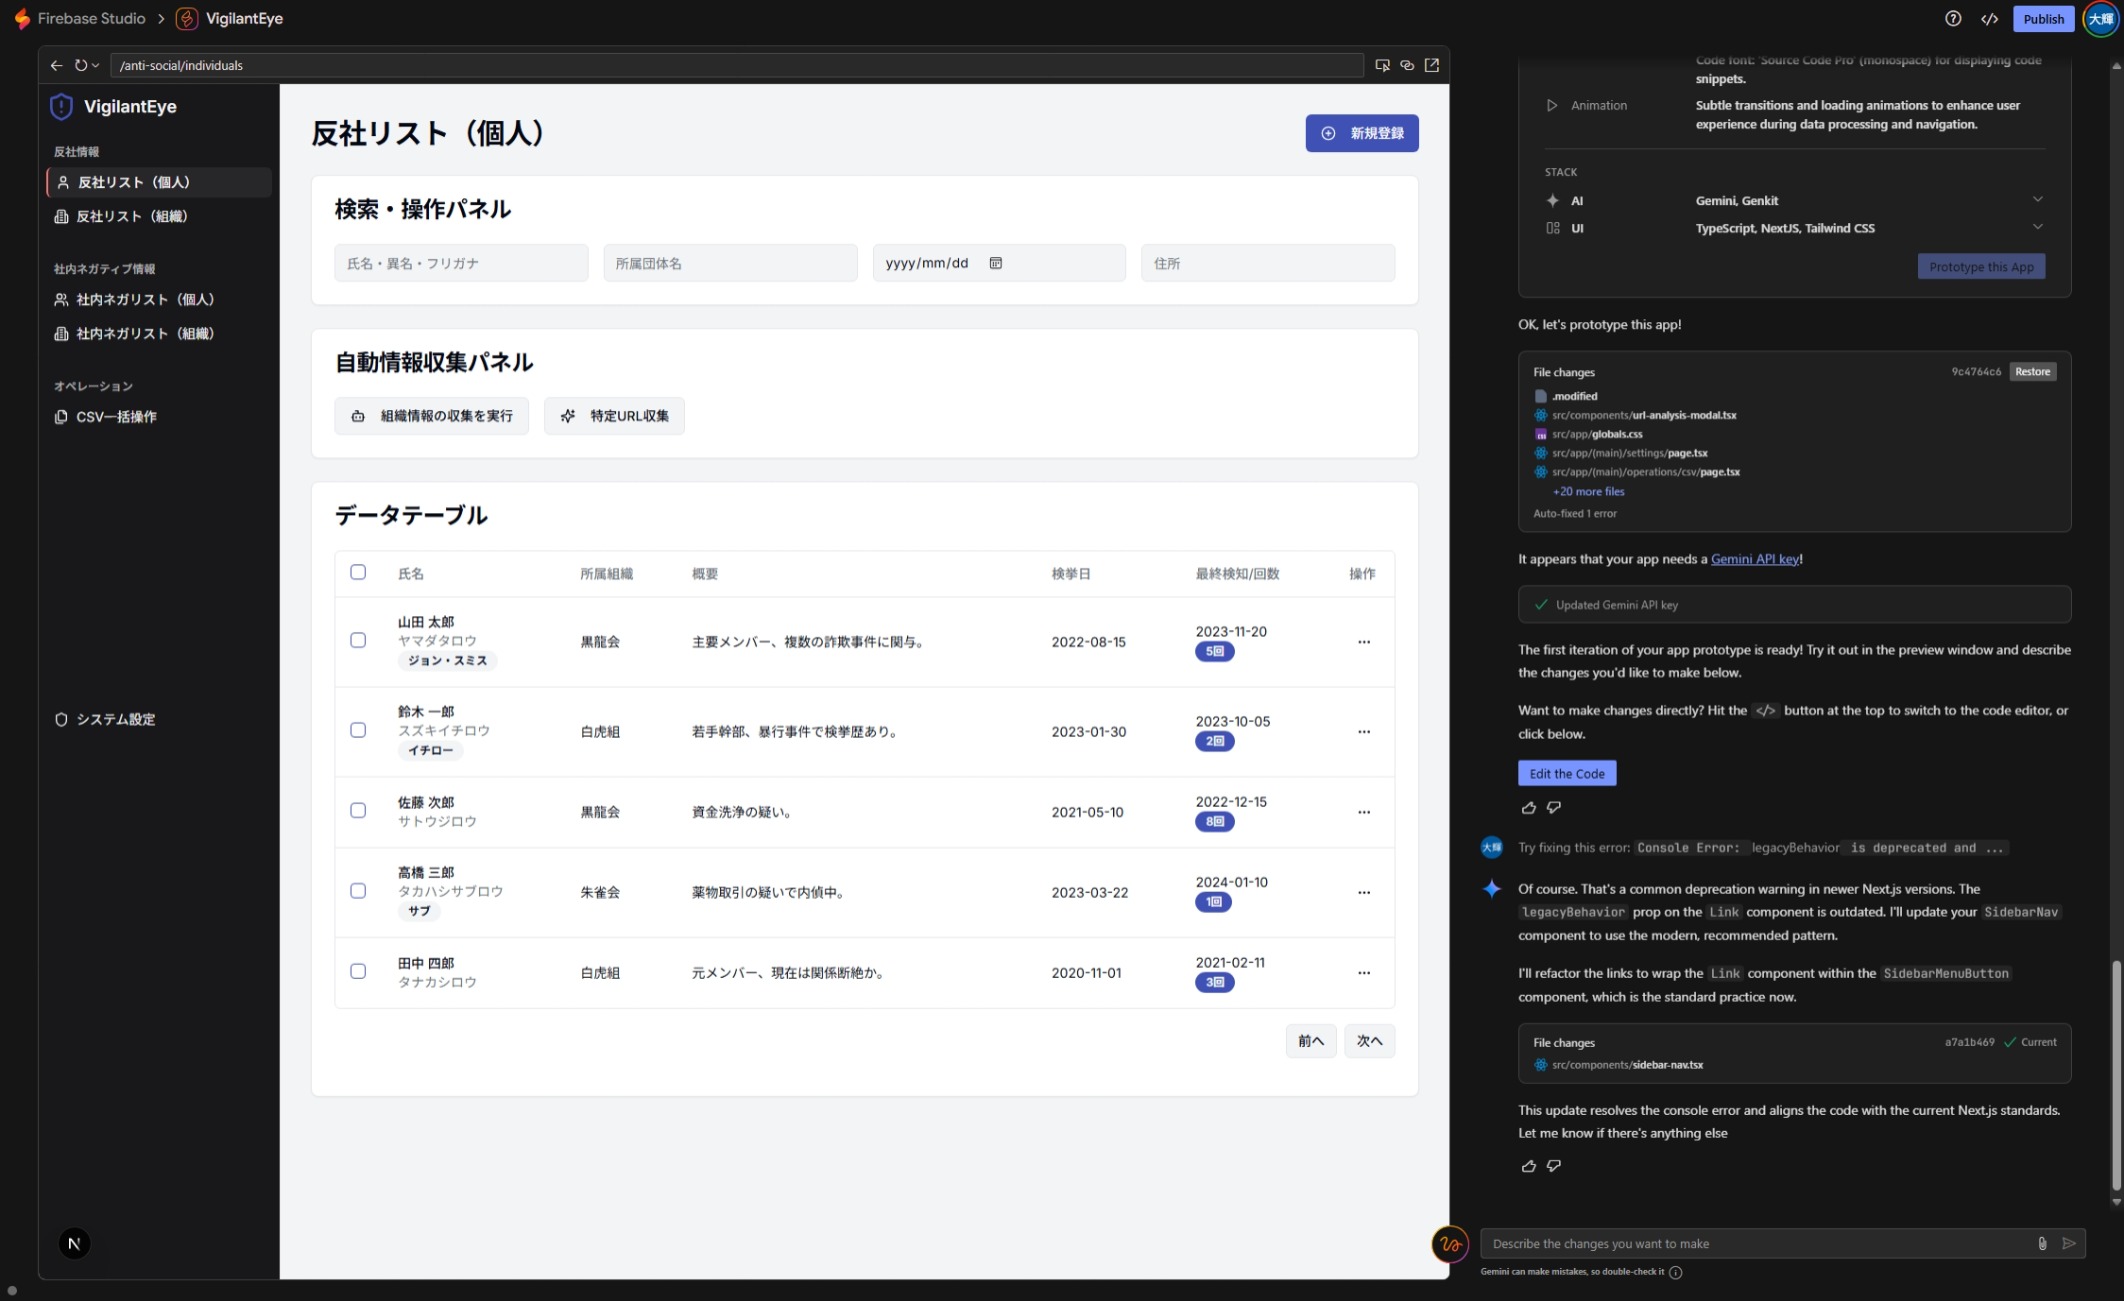 Firebase Studio > VigilantEye
Publish
大輝
/anti-social/individuals
VigilantEye
反社情報
反社リスト（個人）
反社リスト（組織）
社内ネガティブ情報
社内ネガリスト（個人）
社内ネガリスト（組織）
オペレーション
CSV一括操作
システム設定
N
反社リスト（個人）
新規登録
検索・操作パネル
氏名・異名・フリガナ
所属団体名
yyyy/mm/dd
住所
自動情報収集パネル
組織情報の収集を実行
特定URL収集
データテーブル
氏名 所属組織 概要 検挙日 最終検知/回数 操作
山田 太郎
ヤマダタロウ
ジョン・スミス
黒龍会
主要メンバー、複数の詐欺事件に関与。
2022-08-15
2023-11-20
5回
鈴木 一郎
スズキイチロウ
イチロー
白虎組
若手幹部、暴行事件で検挙歴あり。
2023-01-30
2023-10-05
2回
佐藤 次郎
サトウジロウ
黒龍会
資金洗浄の疑い。
2021-05-10
2022-12-15
8回
高橋 三郎
タカハシサブロウ
サブ
朱雀会
薬物取引の疑いで内偵中。
2023-03-22
2024-01-10
1回
田中 四郎
タナカシロウ
白虎組
元メンバー、現在は関係断絶か。
2020-11-01
2021-02-11
3回
前へ
次へ
Code font: 'Source Code Pro' (monospace) for displaying code
snippets.
Animation
Subtle transitions and loading animations to enhance user
experience during data processing and navigation.
STACK
AI Gemini, Genkit
UI TypeScript, NextJS, Tailwind CSS
Prototype this App
OK, let's prototype this app!
File changes 9c4764c6 Restore
.modified
src/components/url-analysis-modal.tsx
src/app/globals.css
src/app/(main)/settings/page.tsx
src/app/(main)/operations/csv/page.tsx
+20 more files
Auto-fixed 1 error
It appears that your app needs a Gemini API key!
Updated Gemini API key
The first iteration of your app prototype is ready! Try it out in the preview window and describe
the changes you'd like to make below.
Want to make changes directly? Hit the </> button at the top to switch to the code editor, or
click below.
Edit the Code
大輝
Try fixing this error: Console Error: legacyBehavior is deprecated and ...
Of course. That's a common deprecation warning in newer Next.js versions. The
legacyBehavior prop on the Link component is outdated. I'll update your SidebarNav
component to use the modern, recommended pattern.
I'll refactor the links to wrap the Link component within the SidebarMenuButton
component, which is the standard practice now.
File changes a7a1b469 Current
src/components/sidebar-nav.tsx
This update resolves the console error and aligns the code with the current Next.js standards.
Let me know if there's anything else
Describe the changes you want to make
Gemini can make mistakes, so double-check it